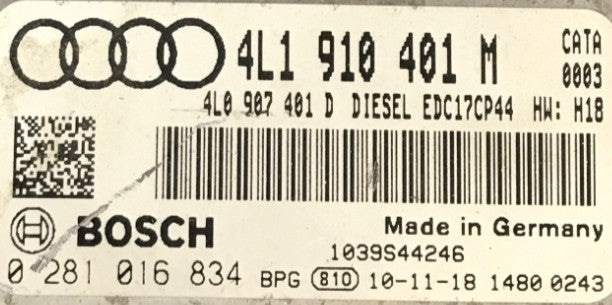 4L1 910 401 M CATA 0003
4L0 907 401 D DIESEL EDC17CP44 HW: H18
BOSCH Made in Germany
1039S44246
0 281 016 834 BPG 810 10-11-18 1480 0243